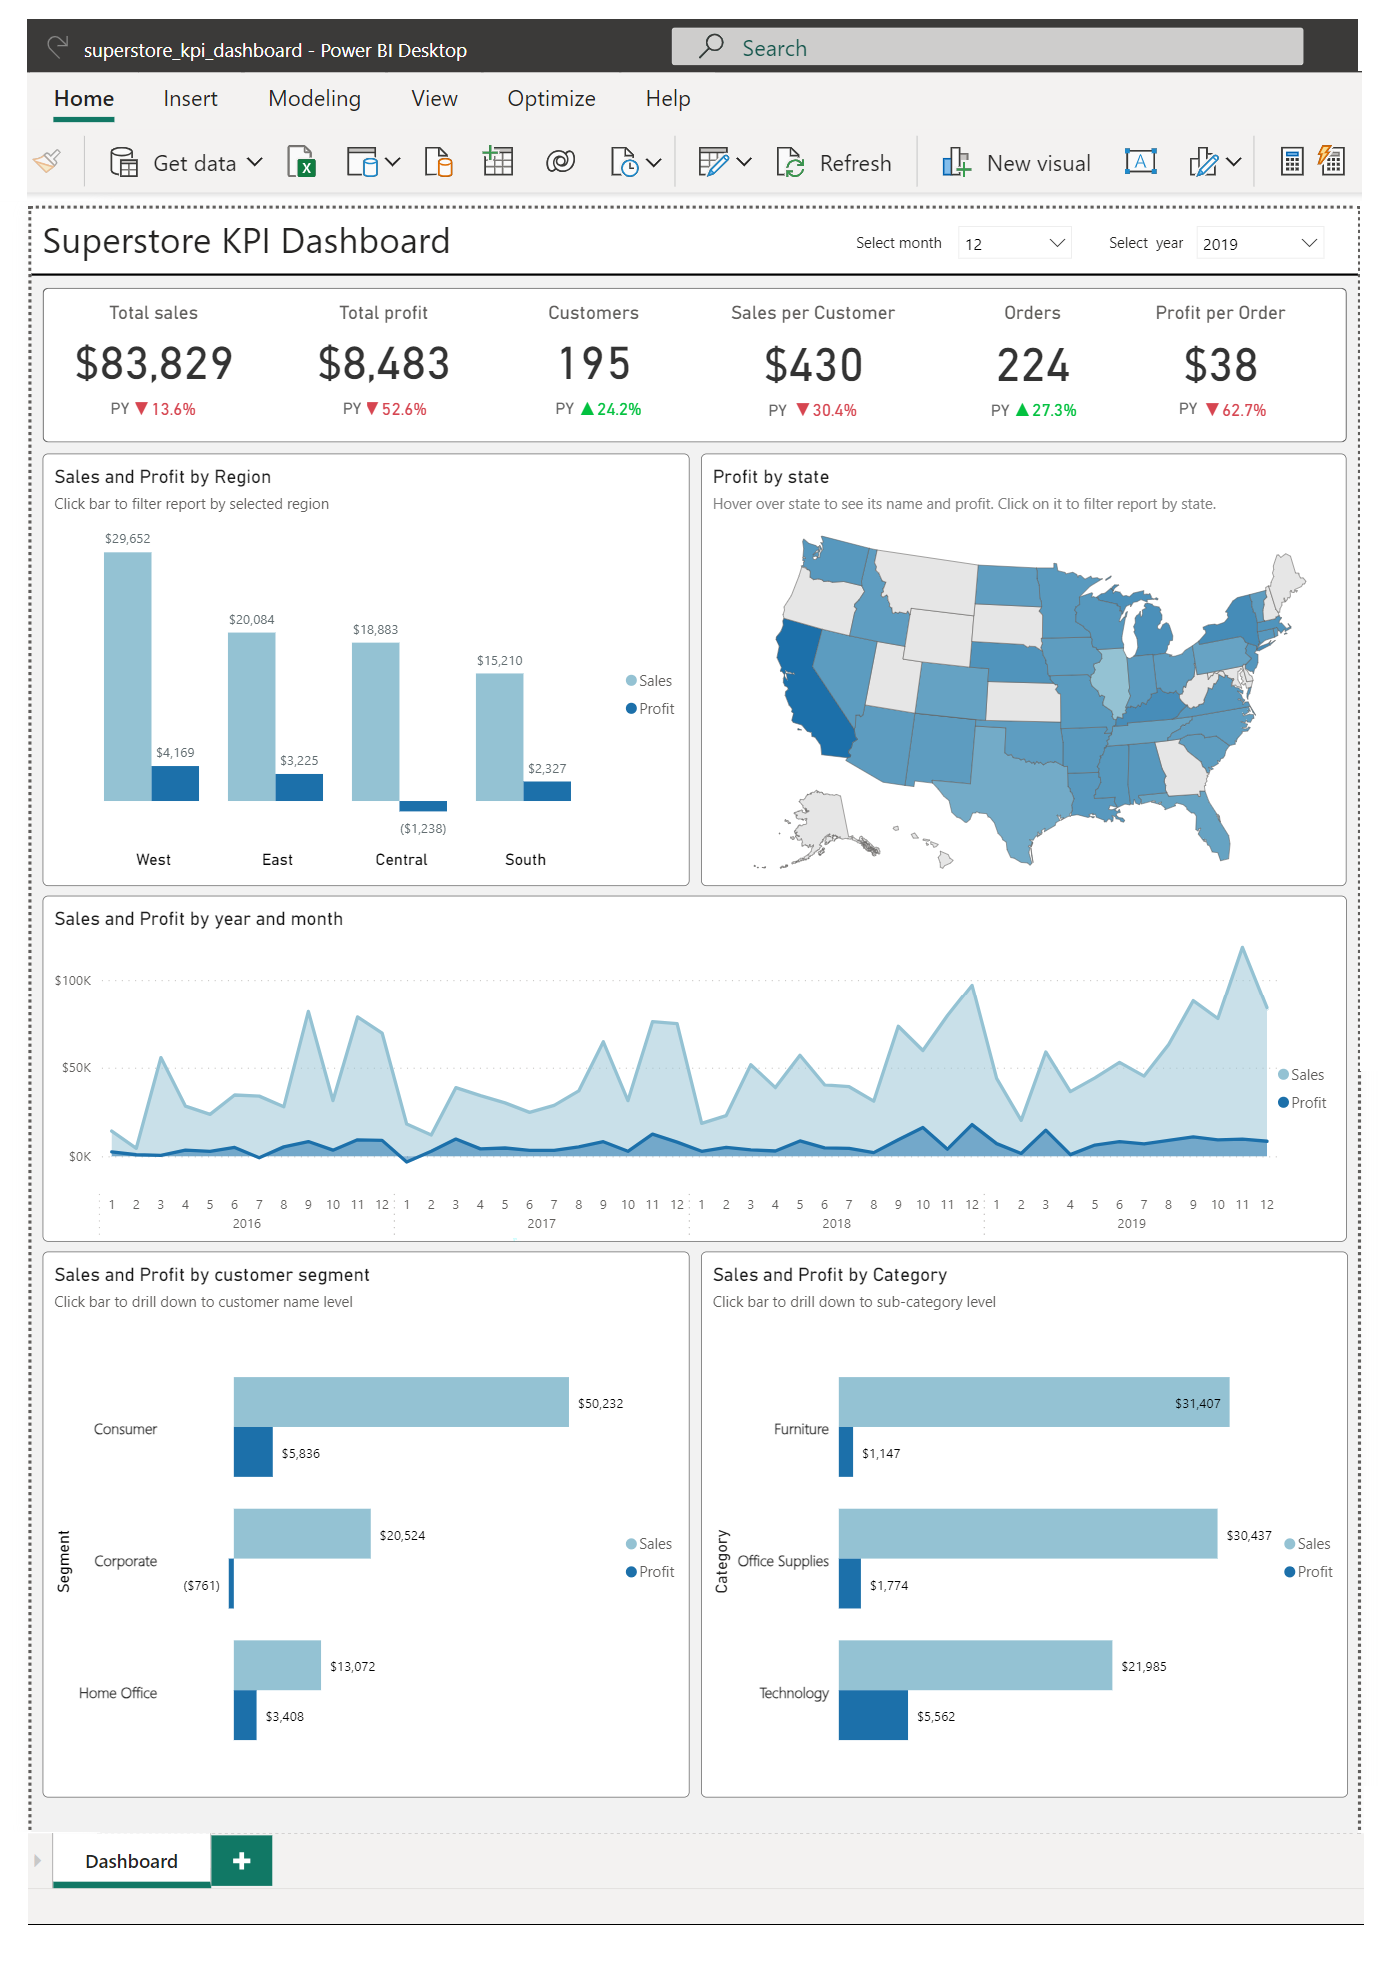 superstore_kpi_dashboard - Power BI Desktop
Search
Home Insert Modeling View Optimize Help
Get data Refresh New visual
Superstore KPI Dashboard
Select month 12 Select year 2019
Total sales Total profit Customers Sales per Customer Orders Profit per Order
$83,829 $8,483 195 $430 224 $38
PY ▼ 13.6% PY ▼ 52.6% PY ▲ 24.2% PY ▼ 30.4% PY ▲ 27.3% PY ▼ 62.7%
Sales and Profit by Region
Click bar to filter report by selected region
$29,652
$20,084
$18,883
$15,210
Sales
Profit
$4,169
$3,225
$2,327
($1,238)
West East Central South
Profit by state
Hover over state to see its name and profit. Click on it to filter report by state.
Sales and Profit by year and month
$100K
$50K
$0K
Sales
Profit
1 2 3 4 5 6 7 8 9 10 11 12 1 2 3 4 5 6 7 8 9 10 11 12 1 2 3 4 5 6 7 8 9 10 11 12 1 2 3 4 5 6 7 8 9 10 11 12
2016 2017 2018 2019
Sales and Profit by customer segment
Click bar to drill down to customer name level
Segment
Consumer
$50,232
$5,836
Corporate
$20,524
($761)
Home Office
$13,072
$3,408
Sales
Profit
Sales and Profit by Category
Click bar to drill down to sub-category level
Category
Furniture
$31,407
$1,147
Office Supplies
$30,437
$1,774
Technology
$21,985
$5,562
Sales
Profit
Dashboard